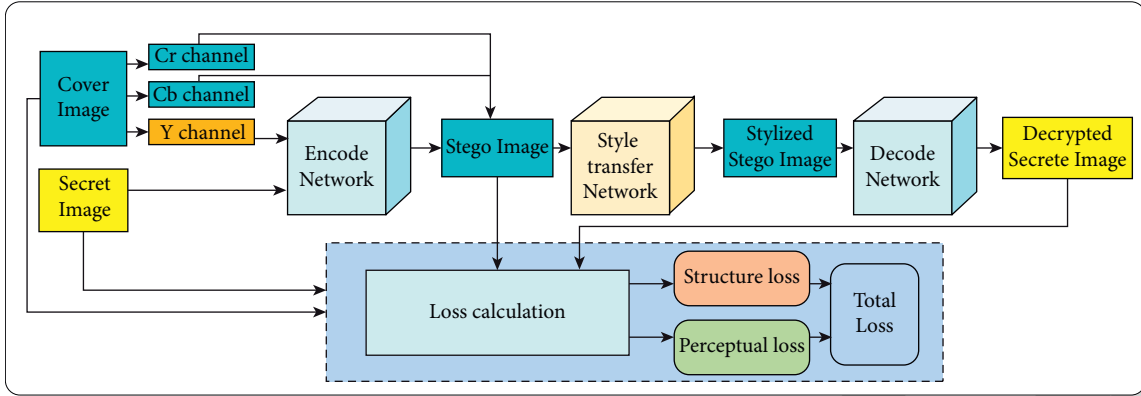 Cover
Image
Cr channel
Cb channel
Y channel
Secret
Image
Encode
Network
Stego Image
Style
transfer
Network
Stylized
Stego Image
Decode
Network
Decrypted
Secrete Image
Loss calculation
Structure loss
Perceptual loss
Total
Loss